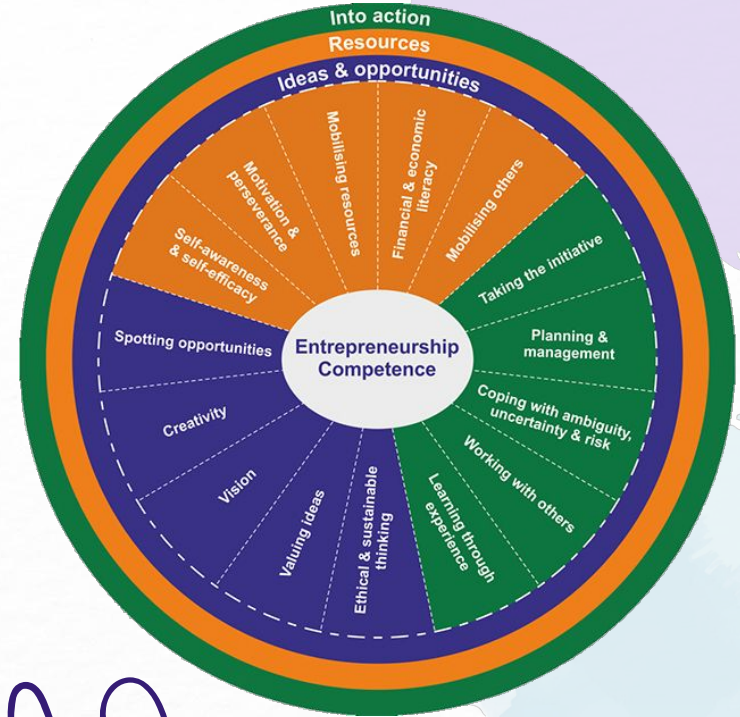 Into action
Resources
Ideas & opportunities
Self-awareness
& self-efficacy
Motivation &
perseverance
Mobilising resources
Financial & economic
literacy
Mobilising others
Taking the initiative
Planning &
management
Coping with ambiguity,
uncertainty & risk
Working with others
Learning through
experience
Ethical & sustainable
thinking
Valuing ideas
Vision
Creativity
Spotting opportunities
Entrepreneurship
Competence